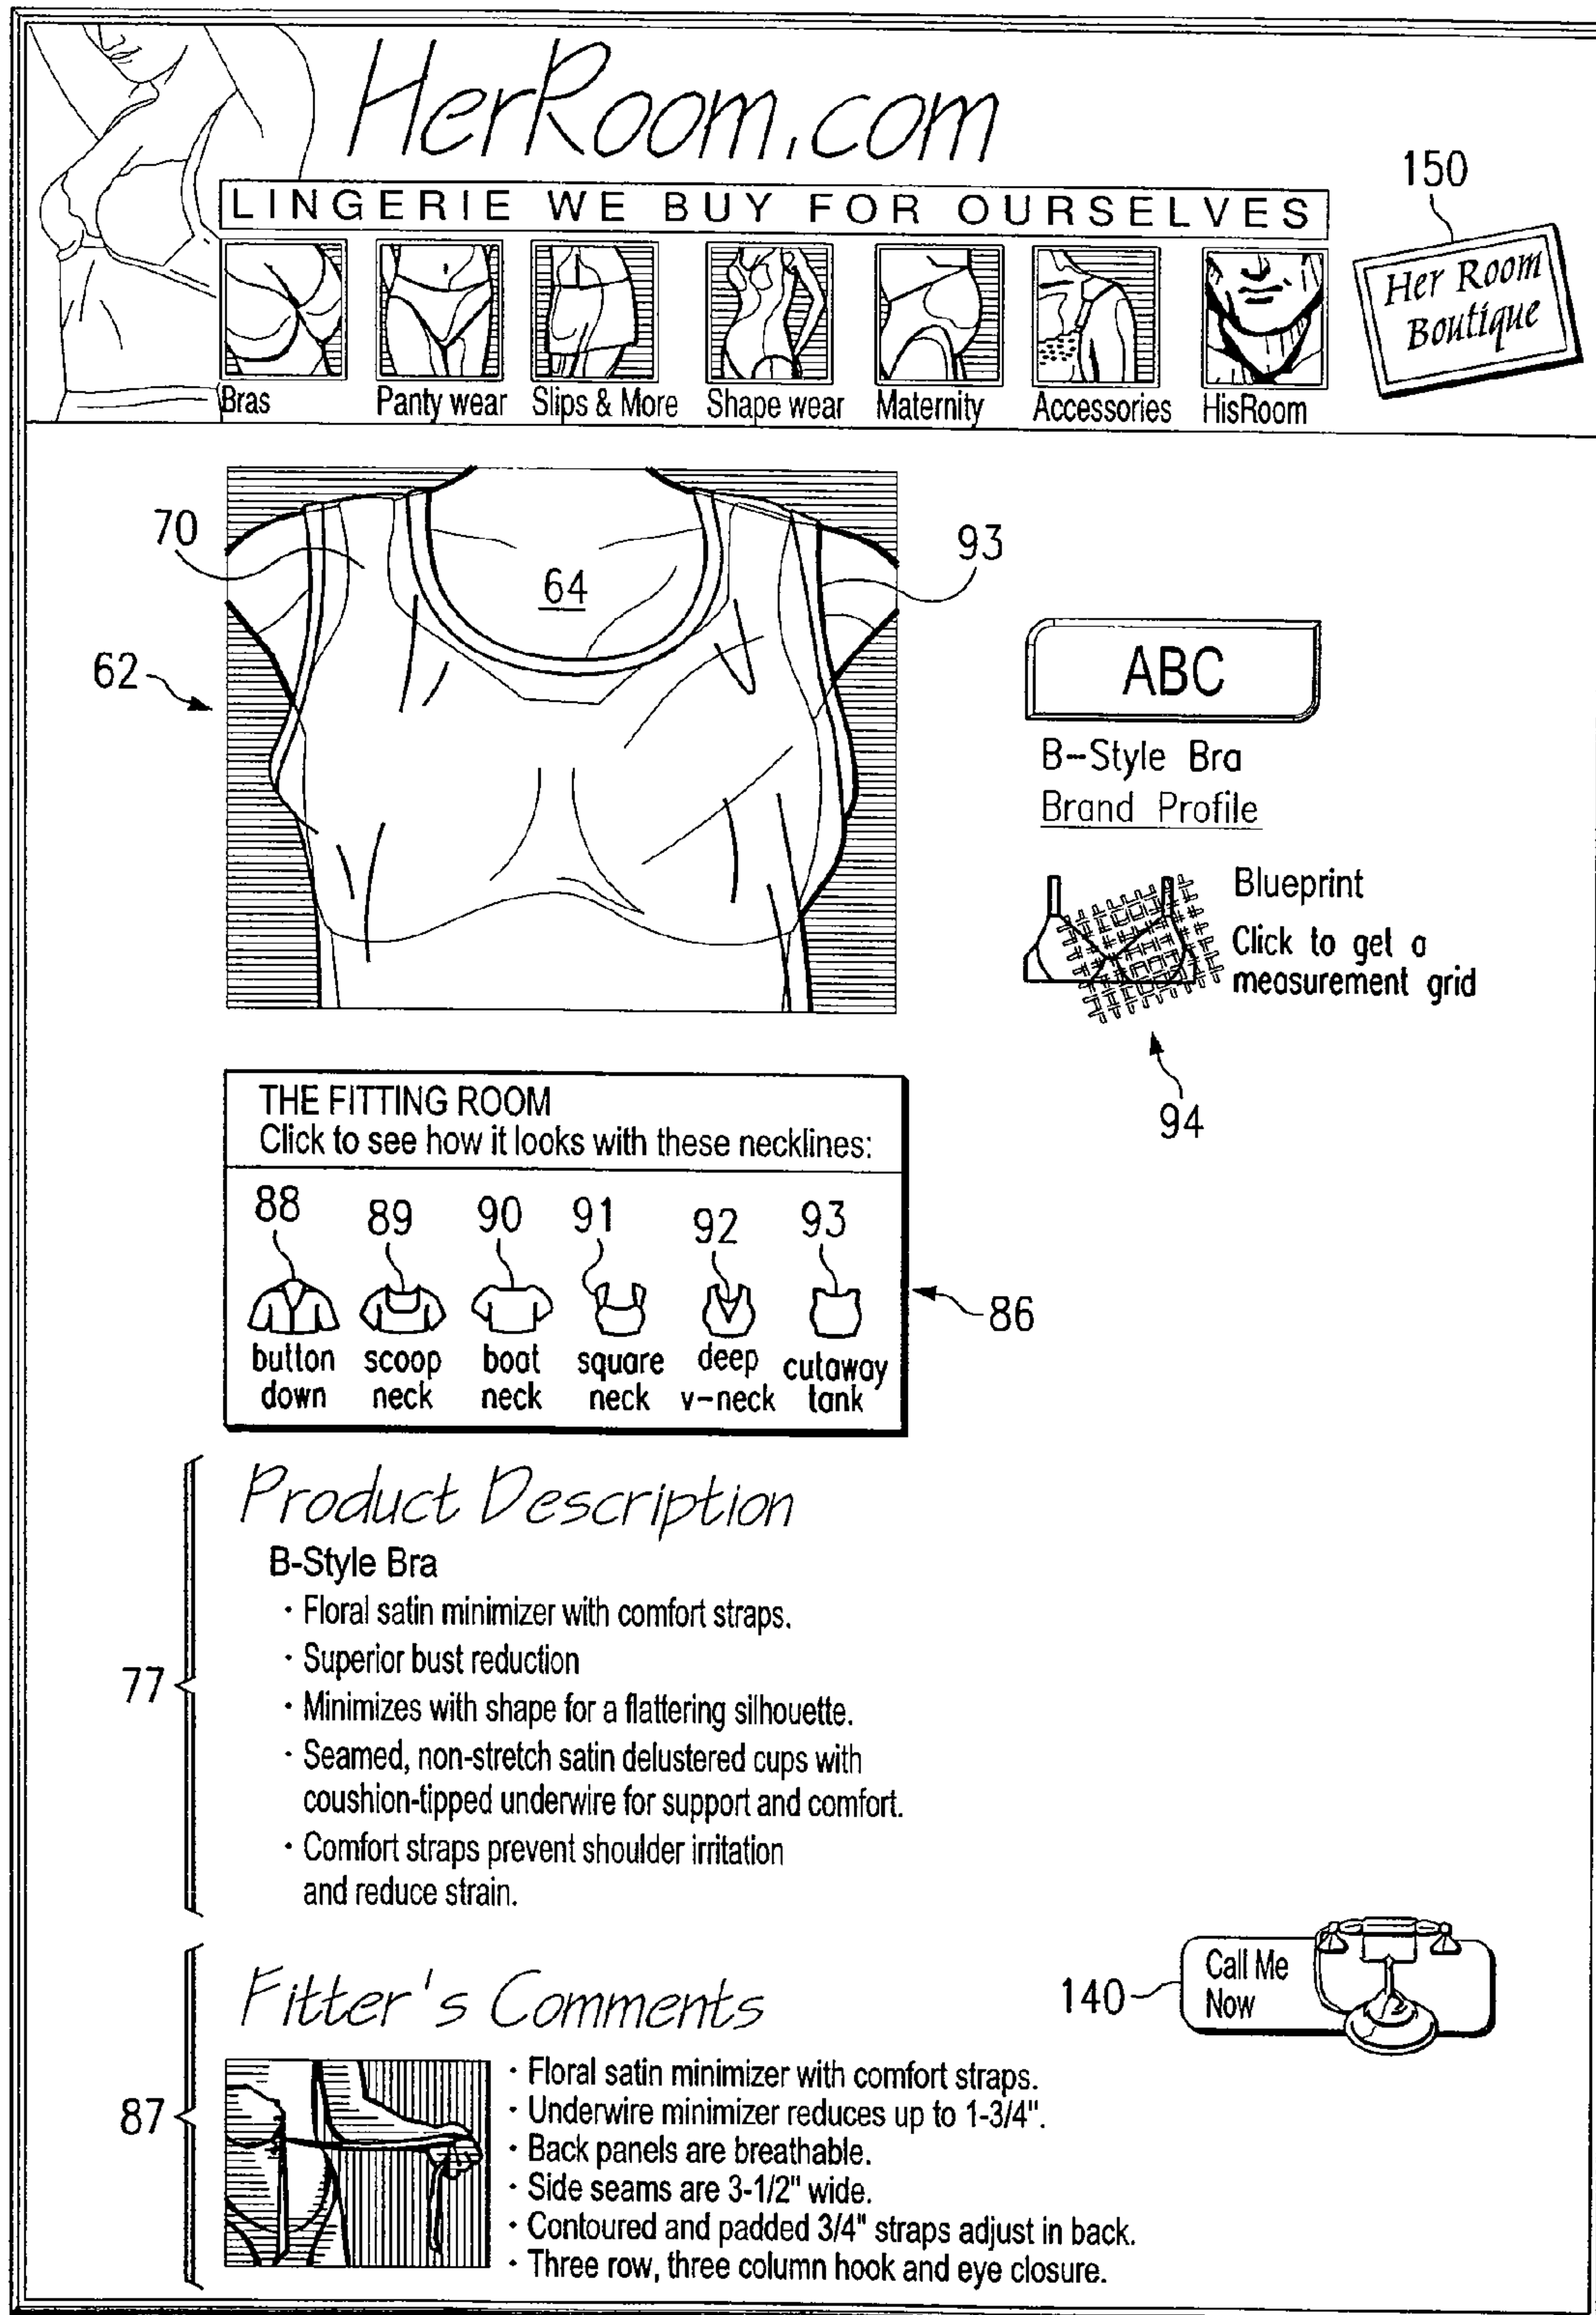 HerRoom.com
150
LINGERIE WE BUY FOR OURSELVES
Her Room
Boutique
Bras Panty wear Slips & More Shape wear Maternity Accessories HisRoom
70
93
64
62
ABC
B-Style Bra
Brand Profile
Blueprint
Click to get a
measurement grid
94
THE FITTING ROOM
Click to see how it looks with these necklines:
88 89 90 91 92 93
86
button down
scoop neck
boat neck
square neck
deep v-neck
cutaway tank
Product Description
B-Style Bra
· Floral satin minimizer with comfort straps.
· Superior bust reduction
· Minimizes with shape for a flattering silhouette.
· Seamed, non-stretch satin delustered cups with
coushion-tipped underwire for support and comfort.
· Comfort straps prevent shoulder irritation
and reduce strain.
77
Fitter's Comments
140
Call Me
Now
87
· Floral satin minimizer with comfort straps.
· Underwire minimizer reduces up to 1-3/4".
· Back panels are breathable.
· Side seams are 3-1/2" wide.
· Contoured and padded 3/4" straps adjust in back.
· Three row, three column hook and eye closure.